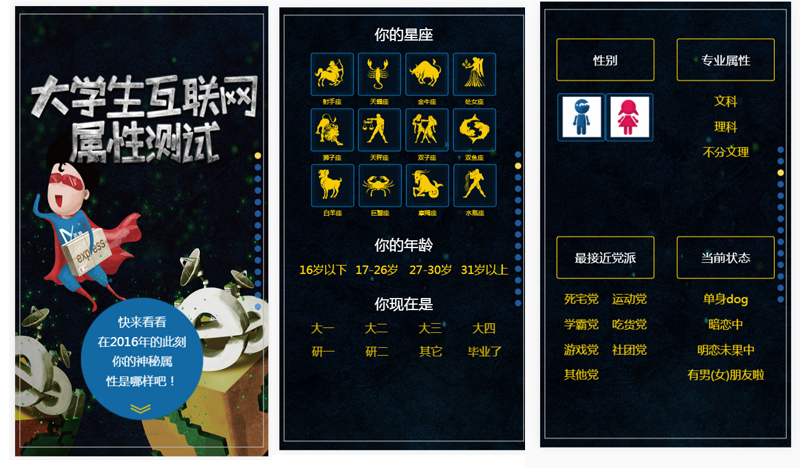 大学生互联网
属性测试
express
快来看看
在2016年的此刻
你的神秘属
性是哪样吧！
你的星座
射手座 天蝎座 金牛座 处女座
狮子座 天秤座 双子座 双鱼座
白羊座 巨蟹座 摩羯座 水瓶座
你的年龄
16岁以下 17-26岁 27-30岁 31岁以上
你现在是
大一 大二 大三 大四
研一 研二 其它 毕业了
性别
专业属性
文科
理科
不分文理
最接近党派
死宅党 运动党
学霸党 吃货党
游戏党 社团党
其他党
当前状态
单身dog
暗恋中
明恋未果中
有男(女)朋友啦